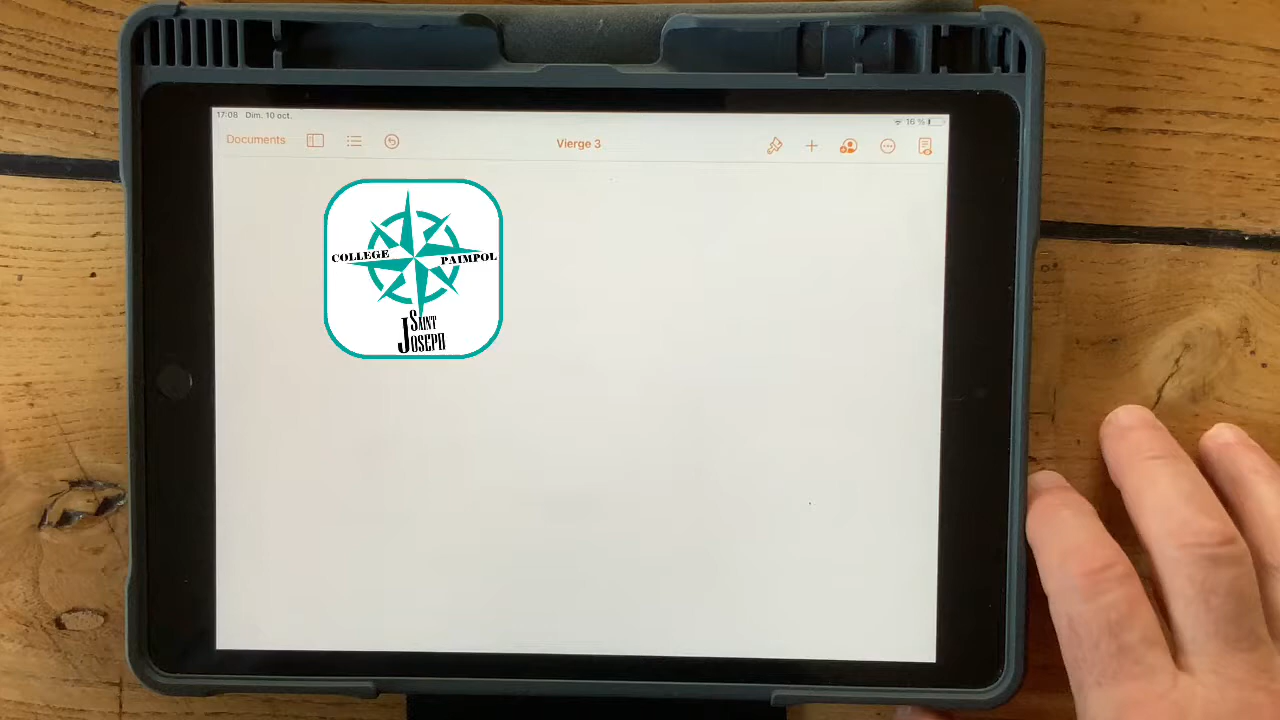 17:08 Dim. 10 oct.
16 %
Documents
Vierge 3
COLLEGE PAIMPOL
SAINT
JOSEPH